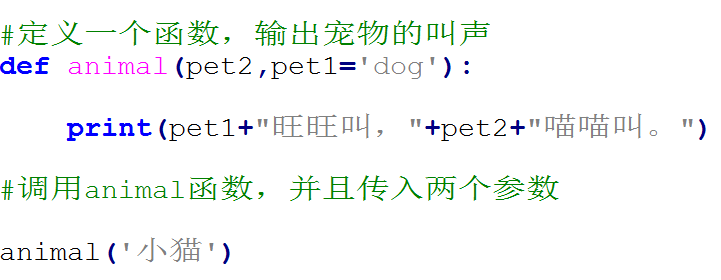 #定义一个函数，输出宠物的叫声
def animal(pet2,pet1='dog'):
print(pet1+"旺旺叫，"+pet2+"喵喵叫。")
#调用animal函数，并且传入两个参数
animal('小猫')